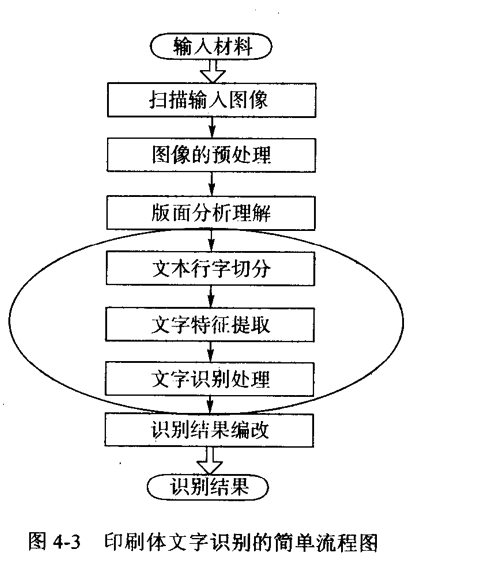 输入材料
扫描输入图像
图像的预处理
版面分析理解
文本行字切分
文字特征提取
文字识别处理
识别结果编改
识别结果
图 4-3 印刷体文字识别的简单流程图